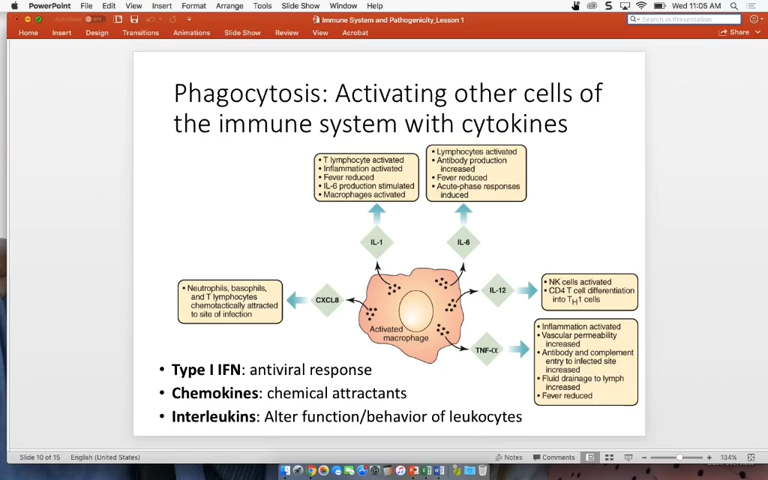 PowerPoint File Edit View Insert Format Arrange Tools Slide Show Window Help Wed 11:05 AM
Immune System and Pathogenicity_Lesson 1
Search in Presentation
Home Insert Design Transitions Animations Slide Show Review View Acrobat Share
Phagocytosis: Activating other cells of
the immune system with cytokines
• T lymphocyte activated
• Inflammation activated
• Fever reduced
• IL-6 production stimulated
• Macrophages activated
• Lymphocytes activated
• Antibody production
increased
• Fever reduced
• Acute-phase responses
induced
IL-1
IL-6
• Neutrophils, basophils,
and T lymphocytes
chemotactically attracted
to site of infection
CXCL8
IL-12
• NK cells activated
• CD4 T cell differentiation
into TH1 cells
Activated
macrophage
TNF-α
• Inflammation activated
• Vascular permeability
increased
• Antibody and complement
entry to infected site
increased
• Fluid drainage to lymph
increased
• Fever reduced
• Type I IFN: antiviral response
• Chemokines: chemical attractants
• Interleukins: Alter function/behavior of leukocytes
Slide 10 of 15 English (United States) Notes Comments 134%